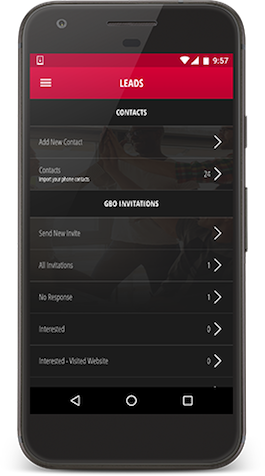 9:57
LEADS
CONTACTS
Add New Contact
Contacts 24
Import your phone contacts
GBO INVITATIONS
Send New Invite
All Invitations 1
No Response 1
Interested 0
Interested - Visited Website 0